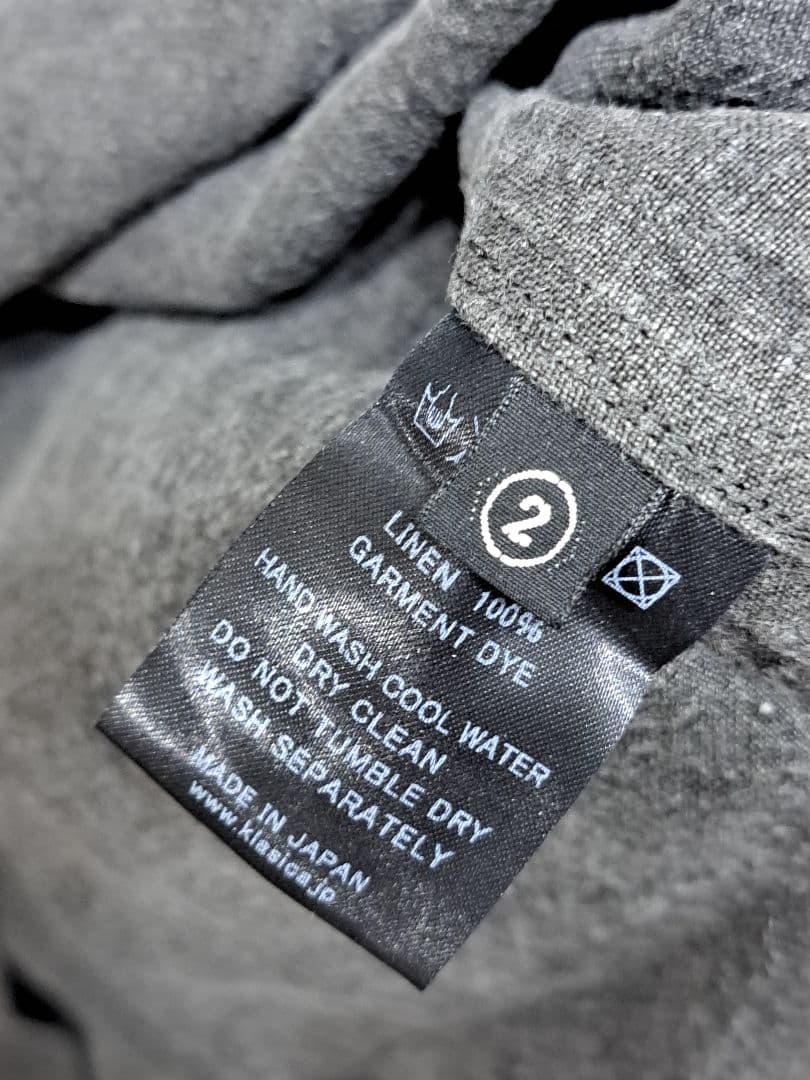 2
LINEN 100%
GARMENT DYE
HAND WASH COOL WATER
DRY CLEAN
DO NOT TUMBLE DRY
WASH SEPARATELY
MADE IN JAPAN
www.klasica.jp